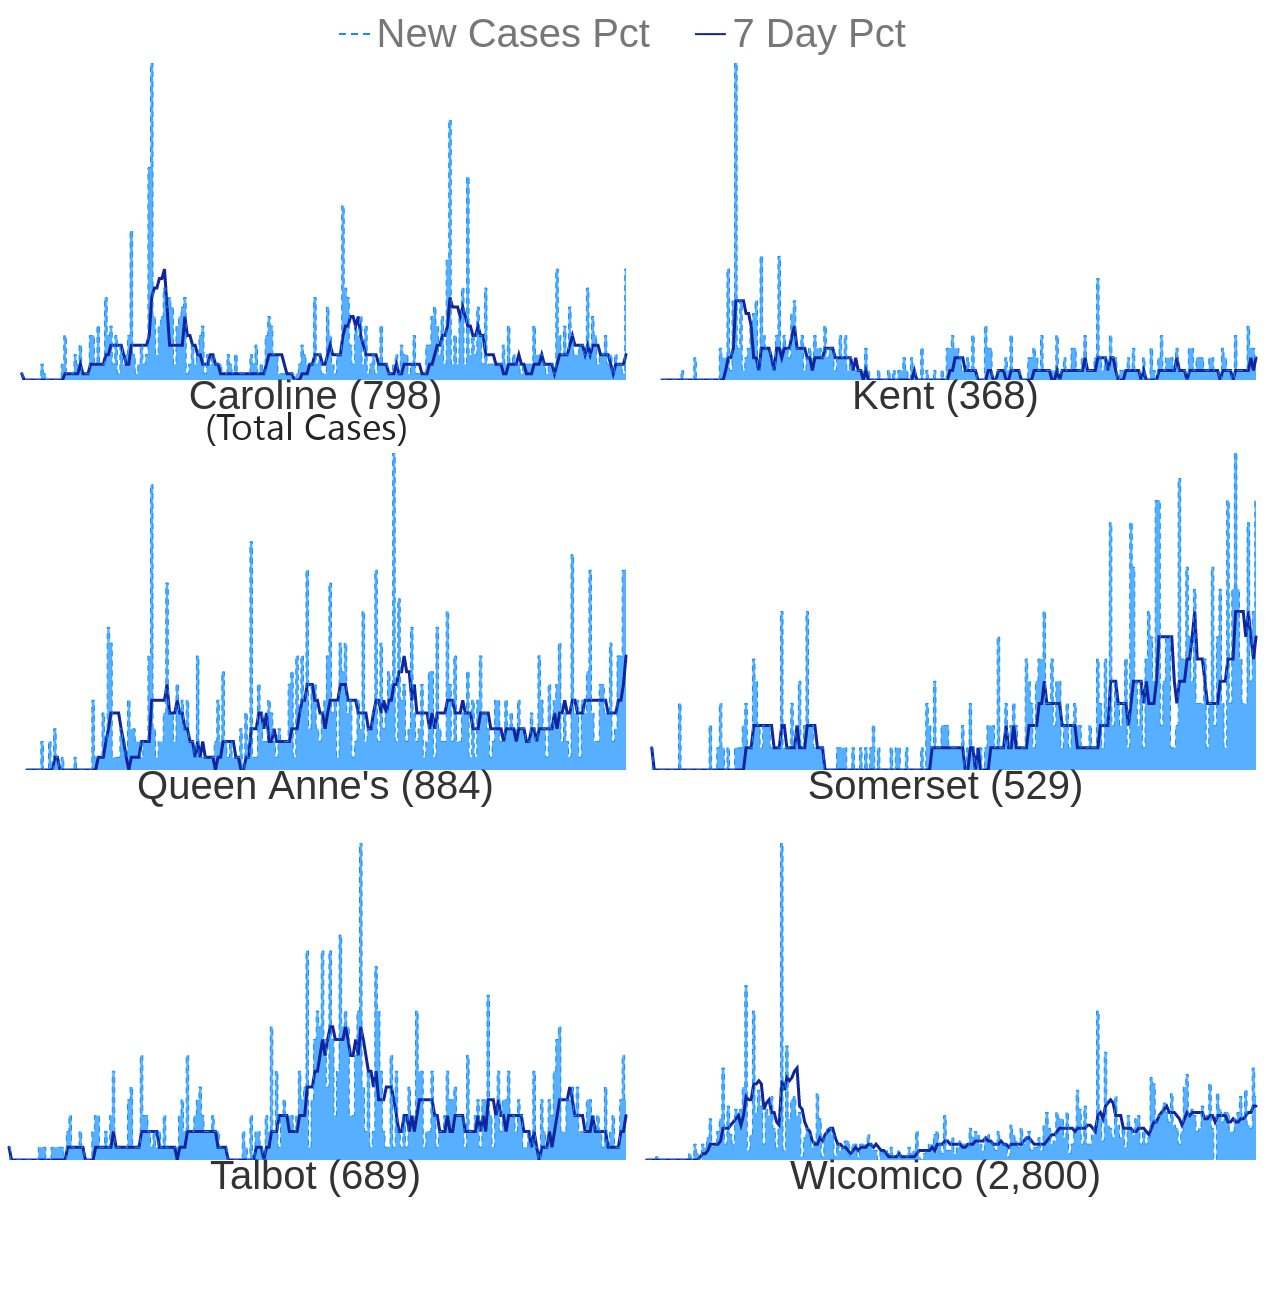 New Cases Pct 7 Day Pct
Caroline (798) Kent (368)
(Total Cases)
Queen Anne's (884) Somerset (529)
Talbot (689) Wicomico (2,800)